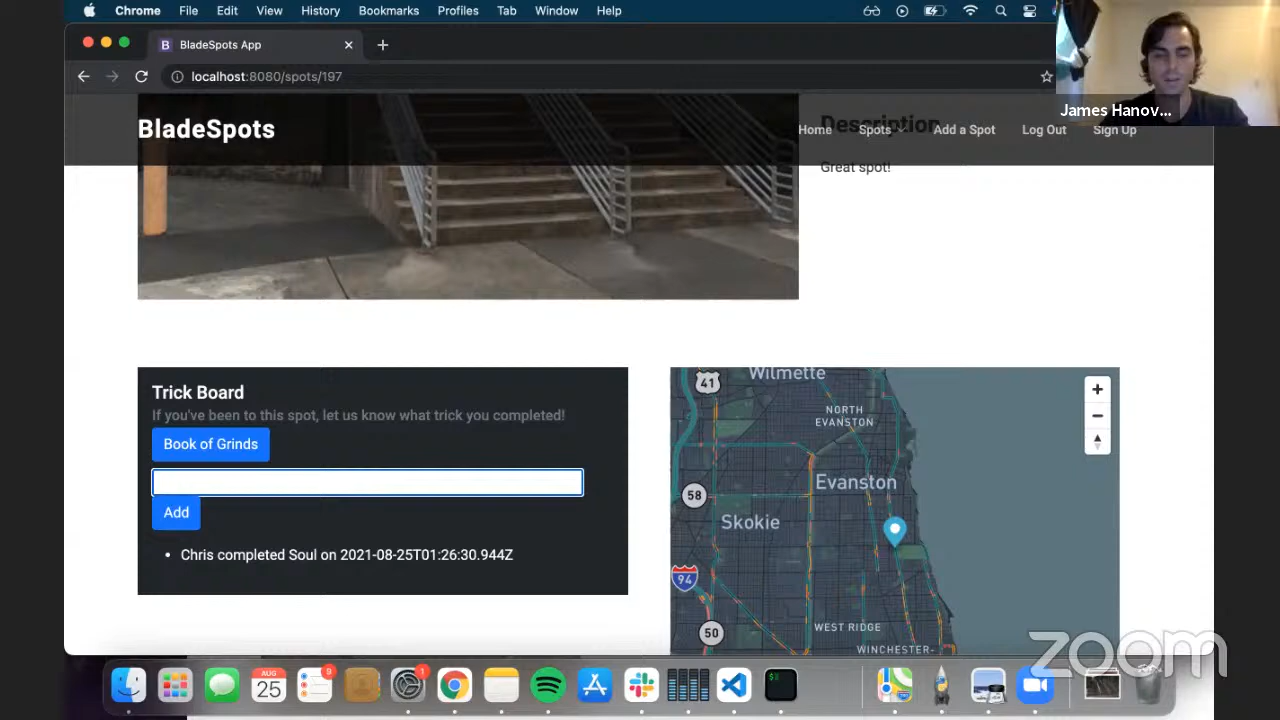 Chrome File Edit View History Bookmarks Profiles Tab Window Help
BladeSpots App
localhost:8080/spots/197
James Hanov...
BladeSpots
Home Spots Add a Spot Log Out Sign Up
Description
Great spot!
Trick Board
If you've been to this spot, let us know what trick you completed!
Book of Grinds
Add
Chris completed Soul on 2021-08-25T01:26:30.944Z
Wilmette
41
NORTH
EVANSTON
Evanston
58
Skokie
94
50
WEST RIDGE
WINCHESTER-
AUG
25
9
1
zoom